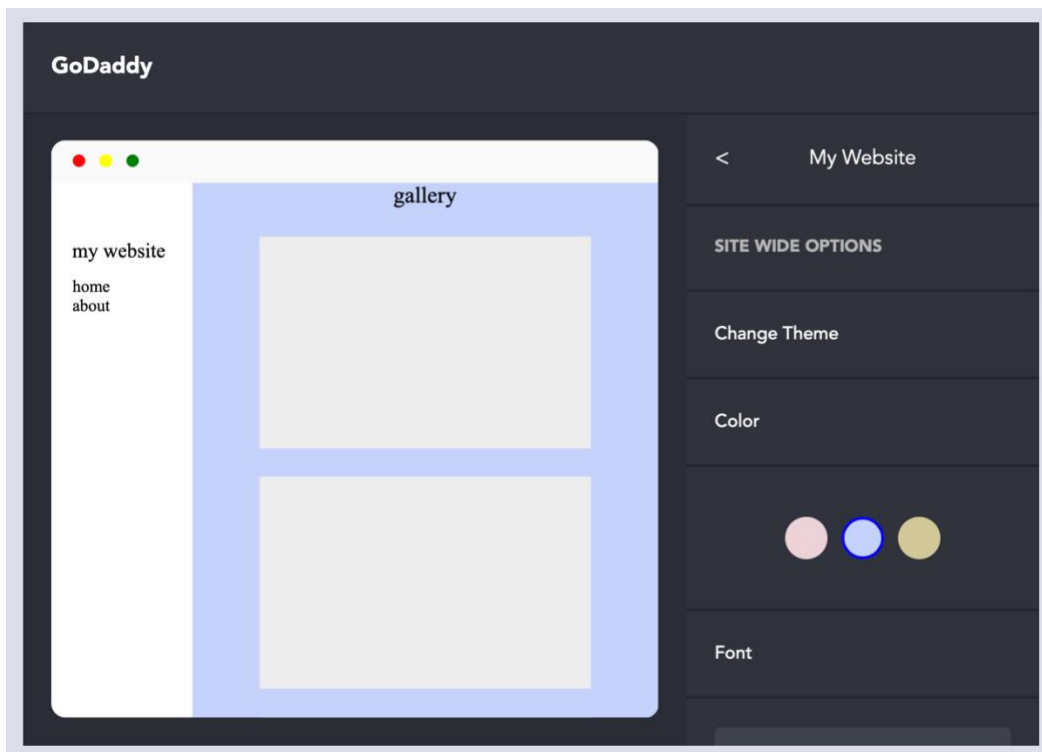 GoDaddy
gallery
my website
home
about
< My Website
SITE WIDE OPTIONS
Change Theme
Color
Font